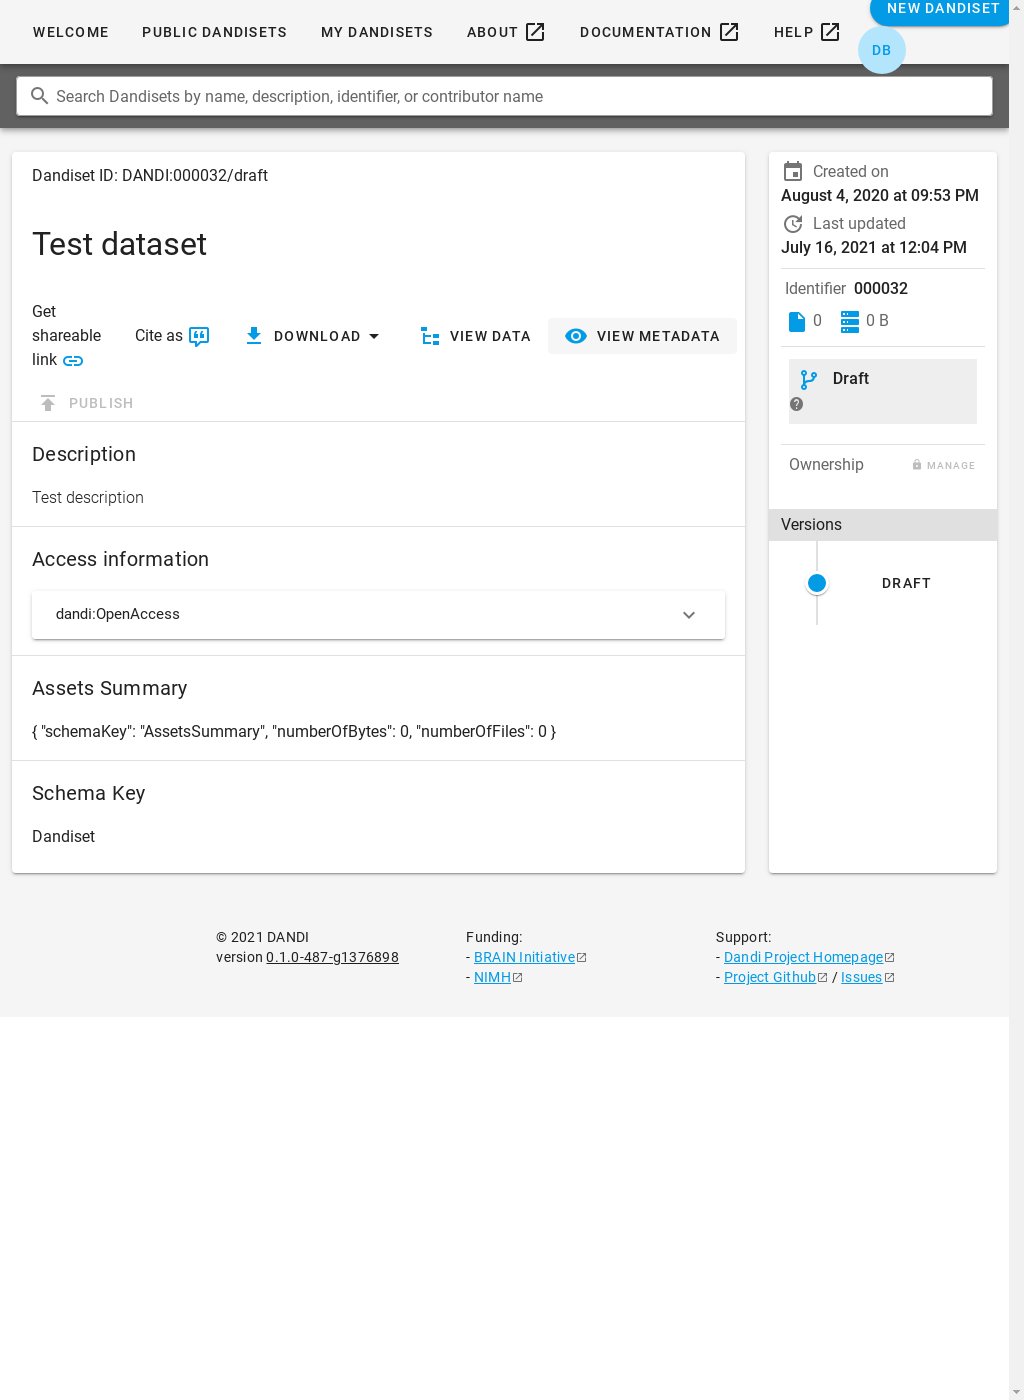 WELCOME PUBLIC DANDISETS MY DANDISETS ABOUT DOCUMENTATION HELP NEW DANDISET
DB
Search Dandisets by name, description, identifier, or contributor name
Dandiset ID: DANDI:000032/draft
Test dataset
Get
shareable
link
Cite as
DOWNLOAD
VIEW DATA
VIEW METADATA
PUBLISH
Description
Test description
Access information
dandi:OpenAccess
Assets Summary
{ "schemaKey": "AssetsSummary", "numberOfBytes": 0, "numberOfFiles": 0 }
Schema Key
Dandiset
Created on
August 4, 2020 at 09:53 PM
Last updated
July 16, 2021 at 12:04 PM
Identifier 000032
0 0 B
Draft
Ownership MANAGE
Versions
DRAFT
© 2021 DANDI
version 0.1.0-487-g1376898
Funding:
- BRAIN Initiative
- NIMH
Support:
- Dandi Project Homepage
- Project Github / Issues